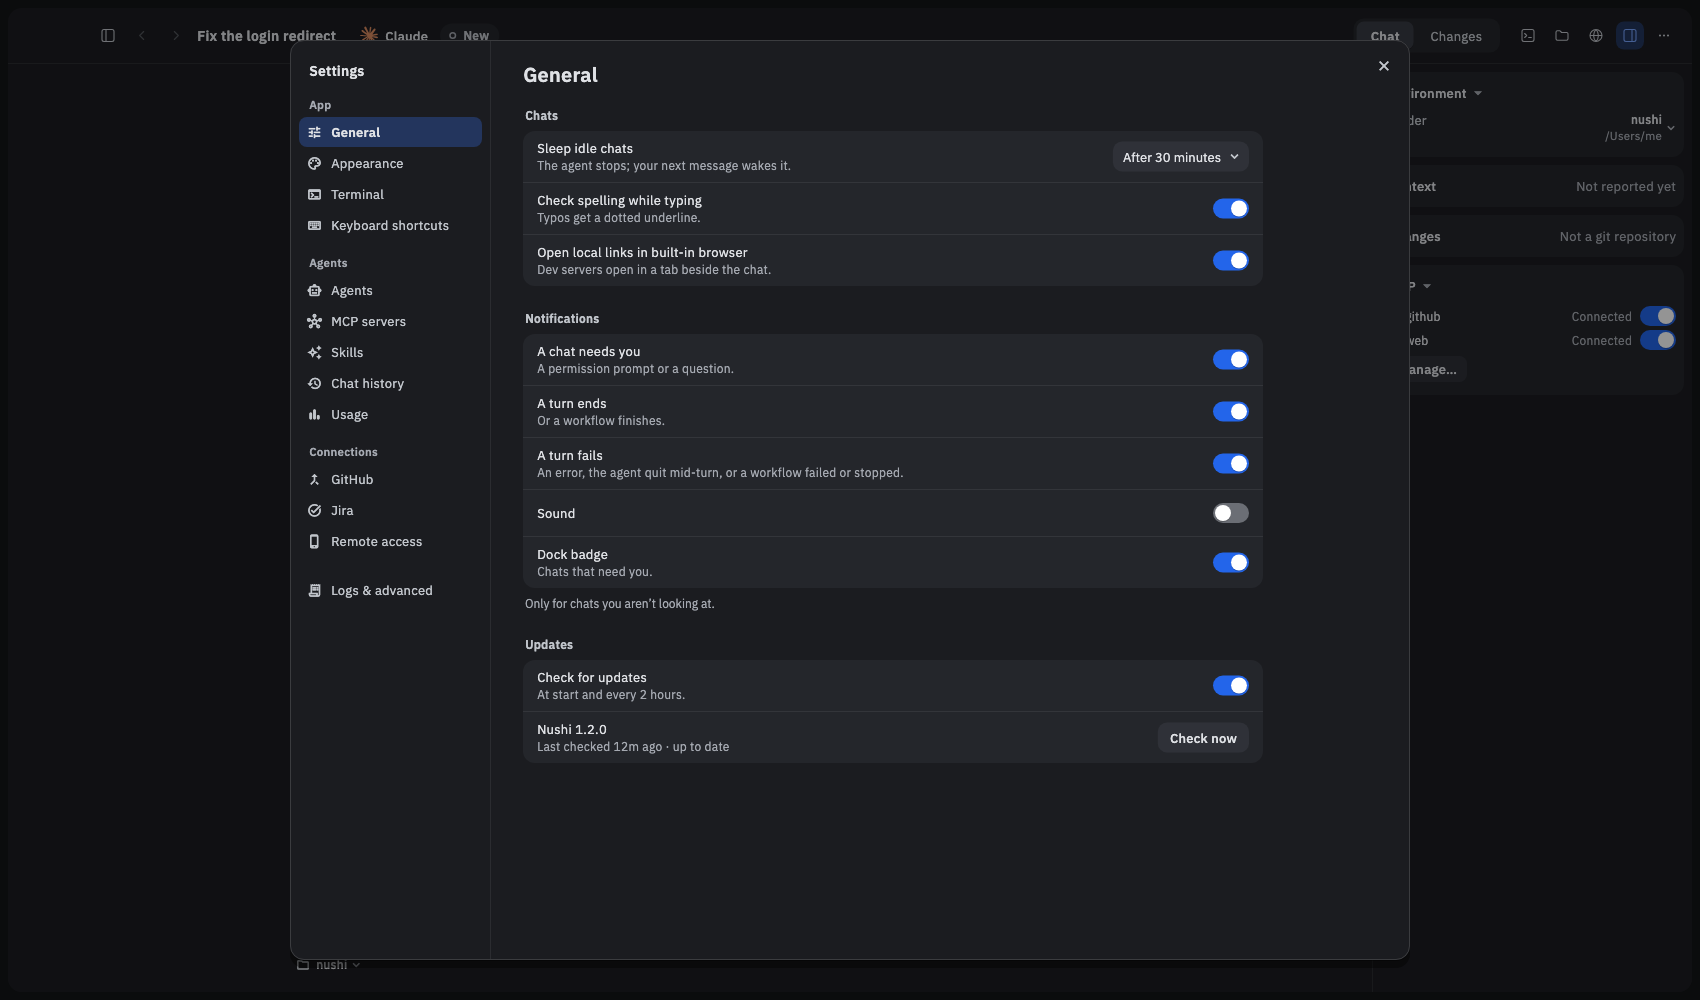 Fix the login redirect
Claude
New
Chat
Changes
Settings
App
General
Appearance
Terminal
Keyboard shortcuts
Agents
Agents
MCP servers
Skills
Chat history
Usage
Connections
GitHub
Jira
Remote access
Logs & advanced
General
Chats
Sleep idle chats
After 30 minutes
The agent stops; your next message wakes it.
Check spelling while typing
Typos get a dotted underline.
Open local links in built-in browser
Dev servers open in a tab beside the chat.
Notifications
A chat needs you
A permission prompt or a question.
A turn ends
Or a workflow finishes.
A turn fails
An error, the agent quit mid-turn, or a workflow failed or stopped.
Sound
Dock badge
Chats that need you.
Only for chats you aren't looking at.
Updates
Check for updates
At start and every 2 hours.
Nushi 1.2.0
Last checked 12m ago · up to date
Check now
ironment
der
nushi
/Users/me
text
Not reported yet
anges
Not a git repository
P
github
Connected
web
Connected
anage...
nushi